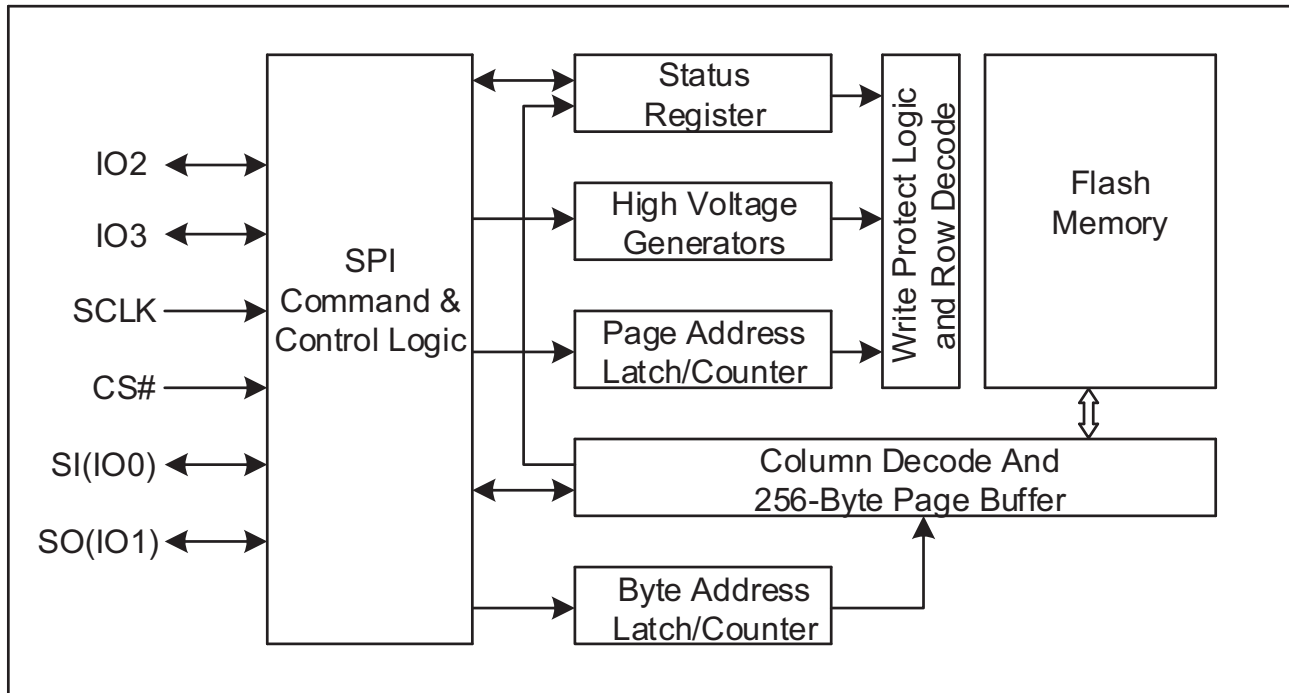 IO2
IO3
SCLK
CS#
SI(IO0)
SO(IO1)
SPI
Command &
Control Logic
Status
Register
High Voltage
Generators
Page Address
Latch/Counter
Write Protect Logic
and Row Decode
Flash
Memory
Column Decode And
256-Byte Page Buffer
Byte Address
Latch/Counter